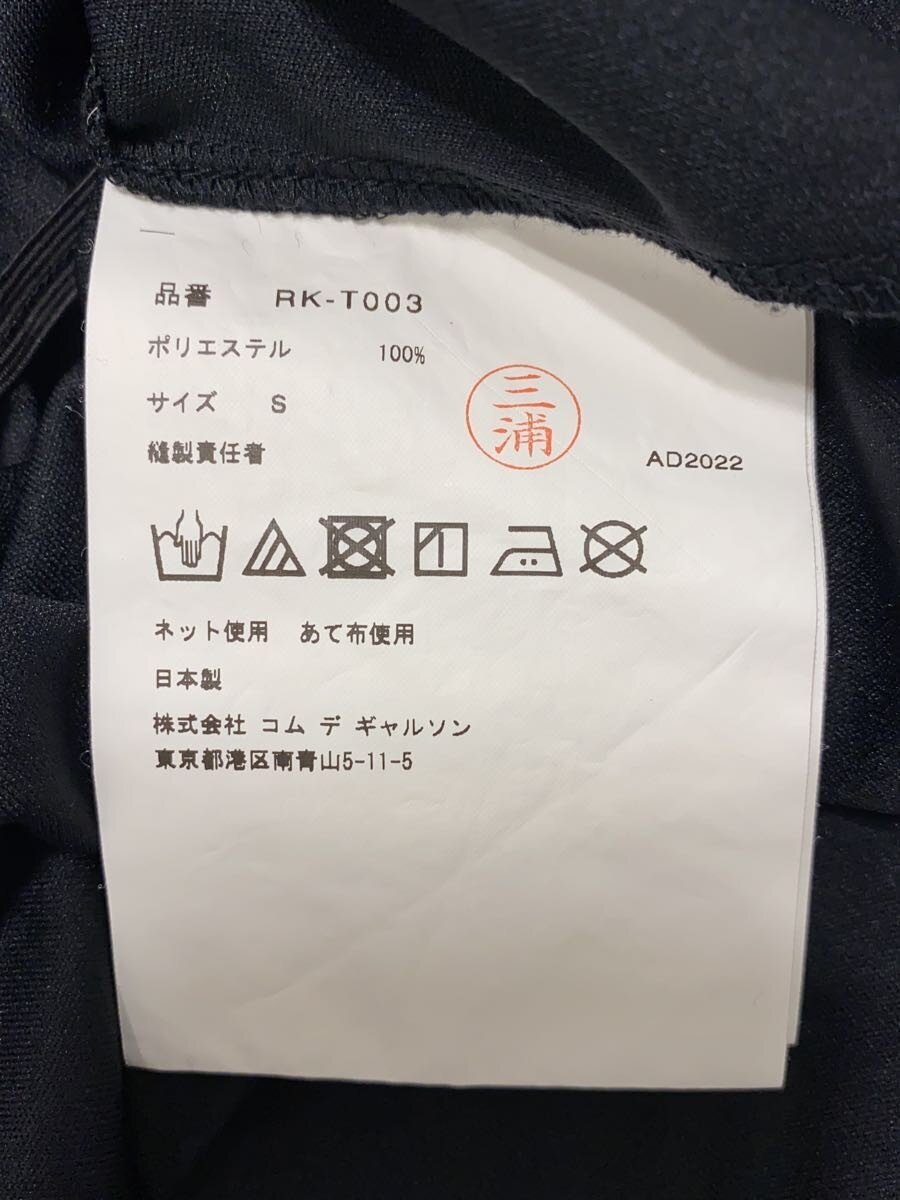 品番 RK-T003
ポリエステル 100%
サイズ S
三浦
縫製責任者
AD2022
ネット使用 あて布使用
日本製
株式会社 コム デ ギャルソン
東京都港区南青山5-11-5